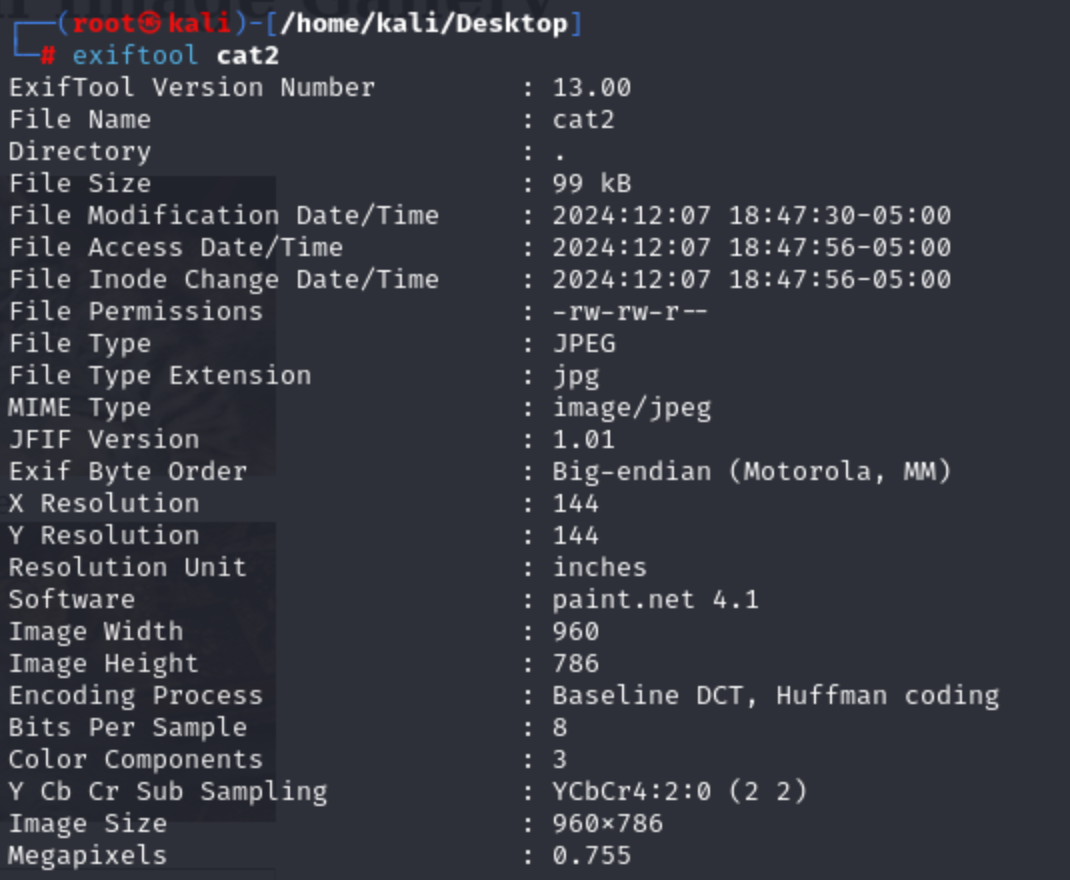 ┌──(root㉿kali)-[/home/kali/Desktop]
└─# exiftool cat2
ExifTool Version Number : 13.00
File Name : cat2
Directory : .
File Size : 99 kB
File Modification Date/Time : 2024:12:07 18:47:30-05:00
File Access Date/Time : 2024:12:07 18:47:56-05:00
File Inode Change Date/Time : 2024:12:07 18:47:56-05:00
File Permissions : -rw-rw-r--
File Type : JPEG
File Type Extension : jpg
MIME Type : image/jpeg
JFIF Version : 1.01
Exif Byte Order : Big-endian (Motorola, MM)
X Resolution : 144
Y Resolution : 144
Resolution Unit : inches
Software : paint.net 4.1
Image Width : 960
Image Height : 786
Encoding Process : Baseline DCT, Huffman coding
Bits Per Sample : 8
Color Components : 3
Y Cb Cr Sub Sampling : YCbCr4:2:0 (2 2)
Image Size : 960x786
Megapixels : 0.755